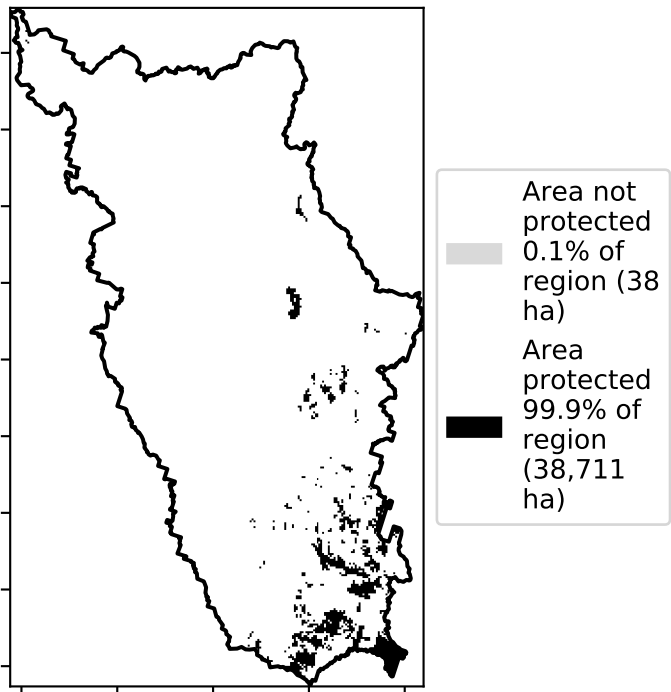 Area not
protected
0.1% of
region (38
ha)
Area
protected
99.9% of
region
(38,711
ha)